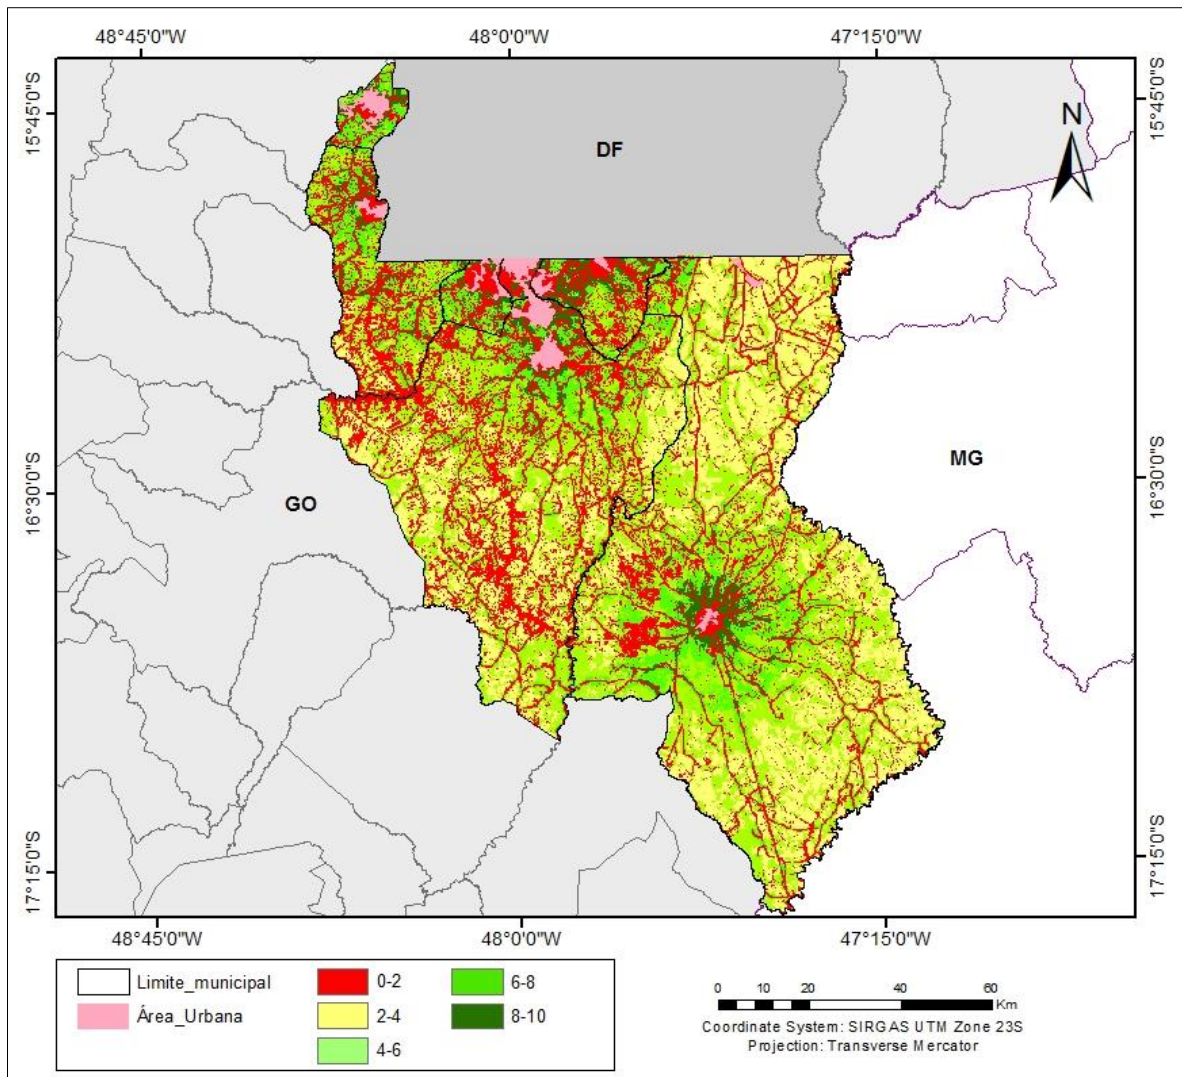 48°45'0"W 48°0'0"W 47°15'0"W
15°45'0"S 15°45'0"S
N
DF
MG
16°30'0"S 16°30'0"S
GO
17°15'0"S 17°15'0"S
48°45'0"W 48°0'0"W 47°15'0"W
Limite_municipal 0-2 6-8
Área_Urbana 2-4 8-10
4-6
0 10 20 40 60
Km
Coordinate System: SIRGAS UTM Zone 23S
Projection: Transverse Mercator